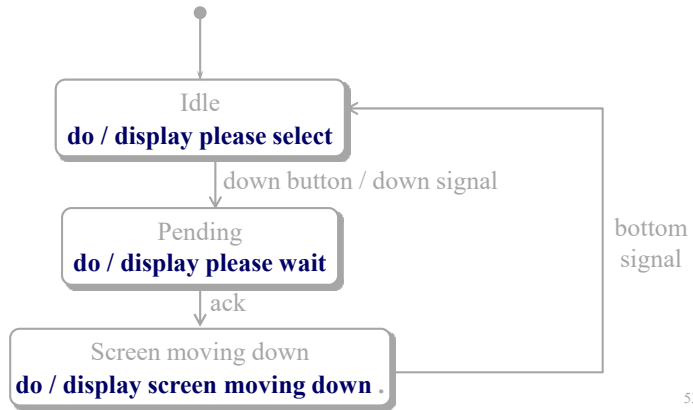 Idle
do / display please select
down button / down signal
Pending
do / display please wait
bottom
signal
ack
Screen moving down
do / display screen moving down .